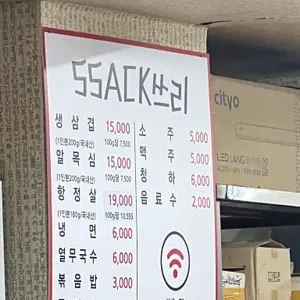 SSACK쓰리
생 삼 겹 15,000
(1인분200g/국내산) 100g당 7,500
알 목 심 15,000
(1인분200g/국내산) 100g당 7,500
항 정 살 19,000
(1인분180g/국내산) 100g당 10,555
냉 면 6,000
열 무 국 수 6,000
볶 음 밥 3,000
소 주 5,000
맥 주 5,000
청 하 6,000
음 료 수 2,000
cityo
LANG